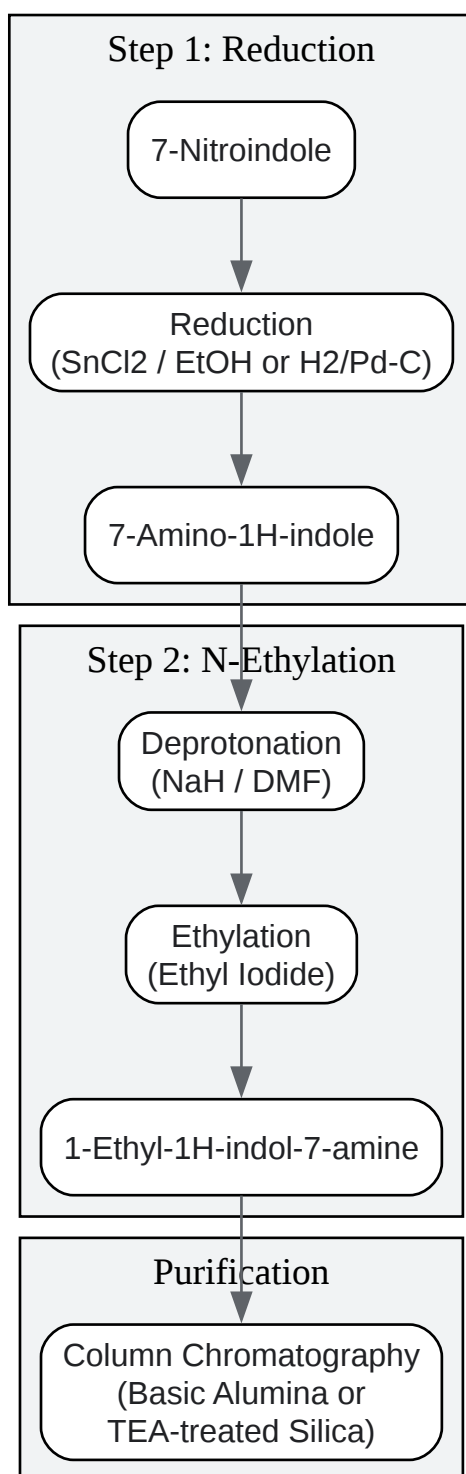 Step 1: Reduction
7-Nitroindole
Reduction
(SnCl2 / EtOH or H2/Pd-C)
7-Amino-1H-indole
Step 2: N-Ethylation
Deprotonation
(NaH / DMF)
Ethylation
(Ethyl Iodide)
1-Ethyl-1H-indol-7-amine
Purification
Column Chromatography
(Basic Alumina or
TEA-treated Silica)